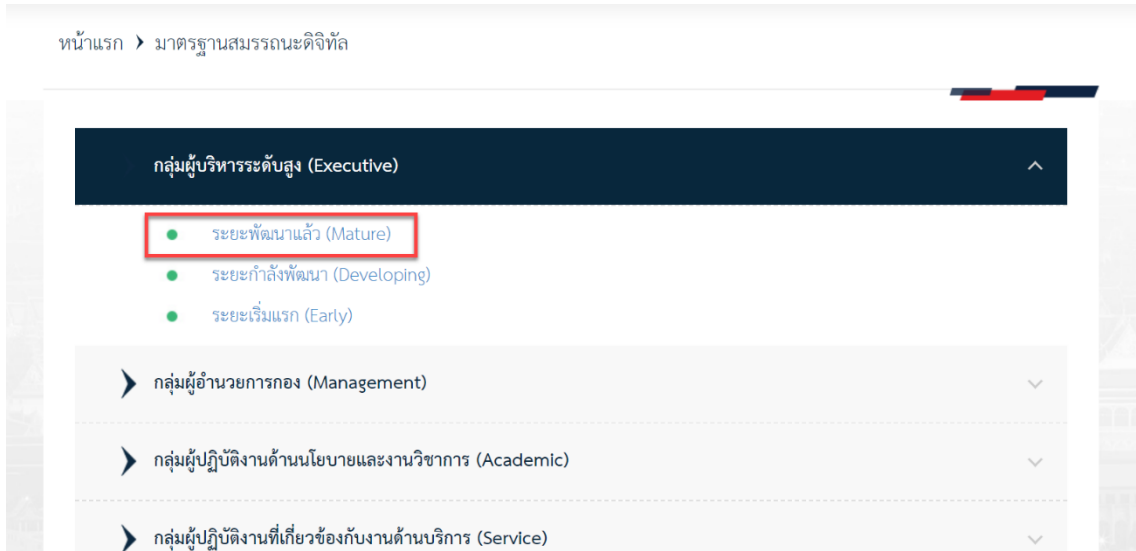 หน้าแรก มาตรฐานสมรรถนะดิจิทัล
กลุ่มผู้บริหารระดับสูง (Executive)
ระยะพัฒนาแล้ว (Mature)
ระยะกำลังพัฒนา (Developing)
ระยะเริ่มแรก (Early)
กลุ่มผู้อำนวยการกอง (Management)
กลุ่มผู้ปฏิบัติงานด้านนโยบายและงานวิชาการ (Academic)
กลุ่มผู้ปฏิบัติงานที่เกี่ยวข้องกับงานด้านบริการ (Service)